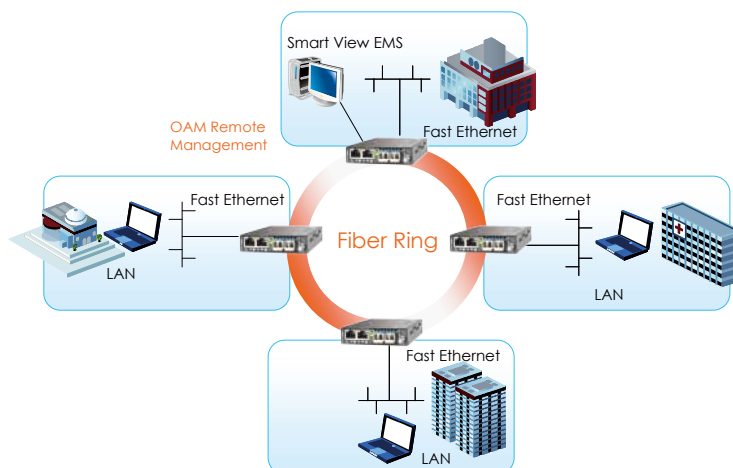 Smart View EMS
Fast Ethernet
OAM Remote
Management
Fast Ethernet
LAN
Fiber Ring
Fast Ethernet
LAN
Fast Ethernet
LAN